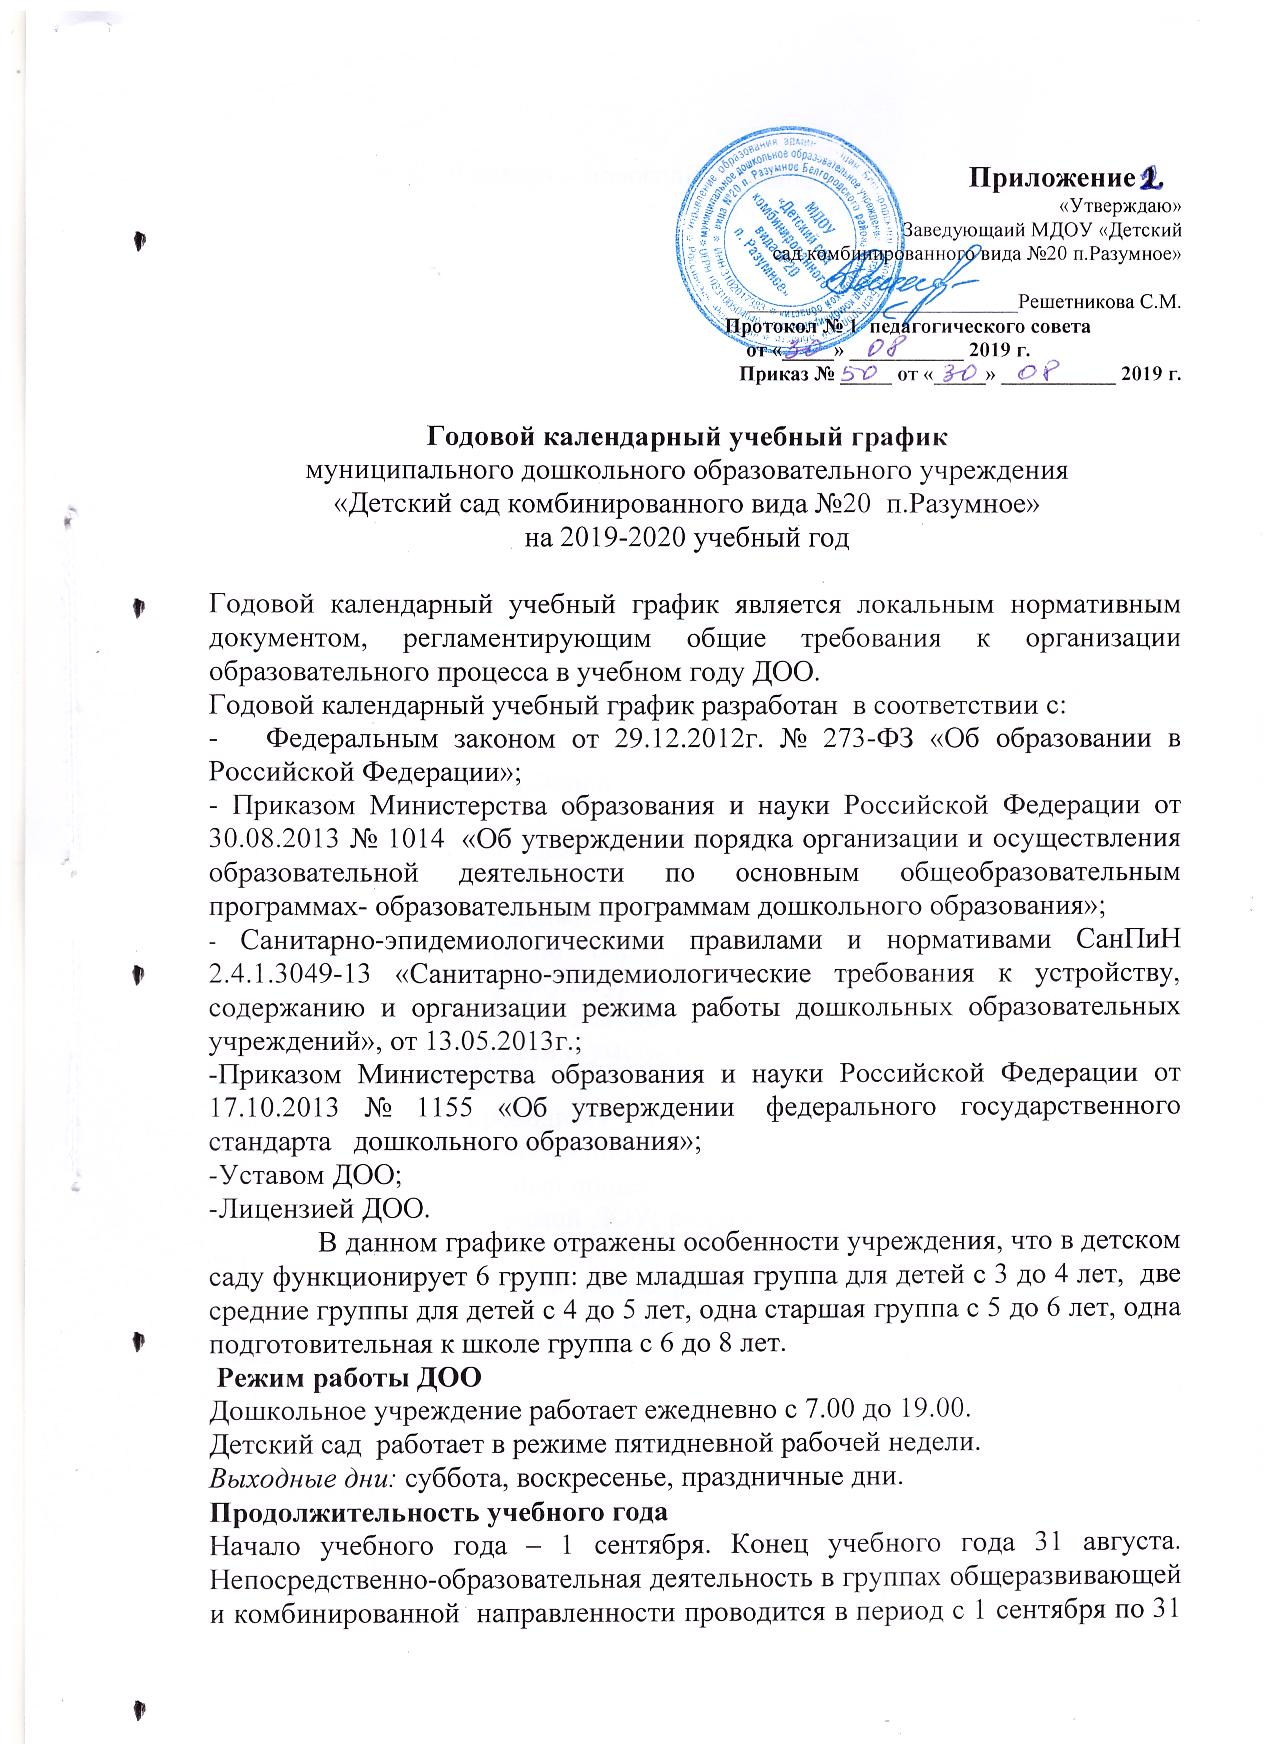 Приложение 1.
«Утверждаю»
Заведующаий МДОУ «Детский
сад комбинированного вида №20 п.Разумное»
Решетникова С.М.
Протокол № 1 педагогического совета
от «30» 08 2019 г.
Приказ № 50 от «30» 08 2019 г.
МДОУ
«Детский сад
комбинированного
вида №20
п. Разумное»
Годовой календарный учебный график
муниципального дошкольного образовательного учреждения
«Детский сад комбинированного вида №20 п.Разумное»
на 2019-2020 учебный год
Годовой календарный учебный график является локальным нормативным
документом, регламентирующим общие требования к организации
образовательного процесса в учебном году ДОО.
Годовой календарный учебный график разработан в соответствии с:
- Федеральным законом от 29.12.2012г. № 273-ФЗ «Об образовании в
Российской Федерации»;
- Приказом Министерства образования и науки Российской Федерации от
30.08.2013 № 1014 «Об утверждении порядка организации и осуществления
образовательной деятельности по основным общеобразовательным
программах- образовательным программам дошкольного образования»;
- Санитарно-эпидемиологическими правилами и нормативами СанПиН
2.4.1.3049-13 «Санитарно-эпидемиологические требования к устройству,
содержанию и организации режима работы дошкольных образовательных
учреждений», от 13.05.2013г.;
-Приказом Министерства образования и науки Российской Федерации от
17.10.2013 № 1155 «Об утверждении федерального государственного
стандарта дошкольного образования»;
-Уставом ДОО;
-Лицензией ДОО.
В данном графике отражены особенности учреждения, что в детском
саду функционирует 6 групп: две младшая группа для детей с 3 до 4 лет, две
средние группы для детей с 4 до 5 лет, одна старшая группа с 5 до 6 лет, одна
подготовительная к школе группа с 6 до 8 лет.
Режим работы ДОО
Дошкольное учреждение работает ежедневно с 7.00 до 19.00.
Детский сад работает в режиме пятидневной рабочей недели.
Выходные дни: суббота, воскресенье, праздничные дни.
Продолжительность учебного года
Начало учебного года – 1 сентября. Конец учебного года 31 августа.
Непосредственно-образовательная деятельность в группах общеразвивающей
и комбинированной направленности проводится в период с 1 сентября по 31